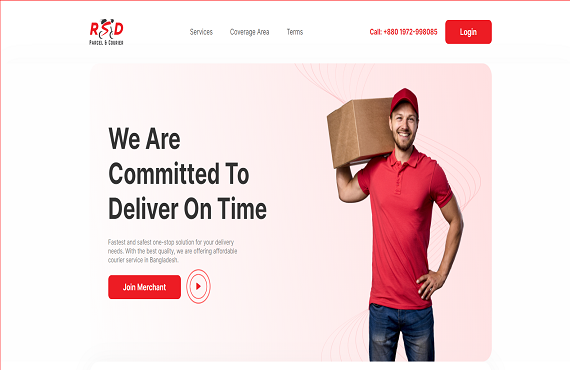 RSD
PARCEL & COURIER
Services
Coverage Area
Terms
Call: +880 1972-998085
Login
We Are
Committed To
Deliver On Time
Fastest and safest one-stop solution for your delivery
needs. With the best quality, we are offering affordable
courier service in Bangladesh.
Join Merchant